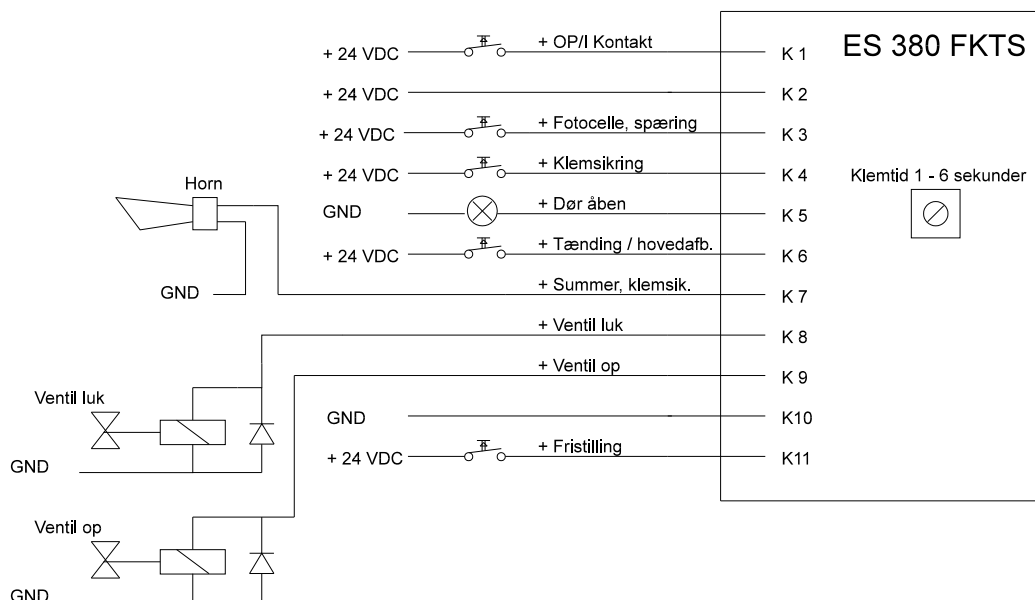 ES 380 FKTS
+ 24 VDC + OP/I Kontakt K 1
+ 24 VDC K 2
+ 24 VDC + Fotocelle, spæring K 3
+ 24 VDC + Klemsikring K 4
Klemtid 1 - 6 sekunder
Horn
GND + Dør åben K 5
+ 24 VDC + Tænding / hovedafb. K 6
GND + Summer, klemsik. K 7
+ Ventil luk K 8
+ Ventil op K 9
Ventil luk
GND K10
+ 24 VDC + Fristilling K11
GND
Ventil op
GND